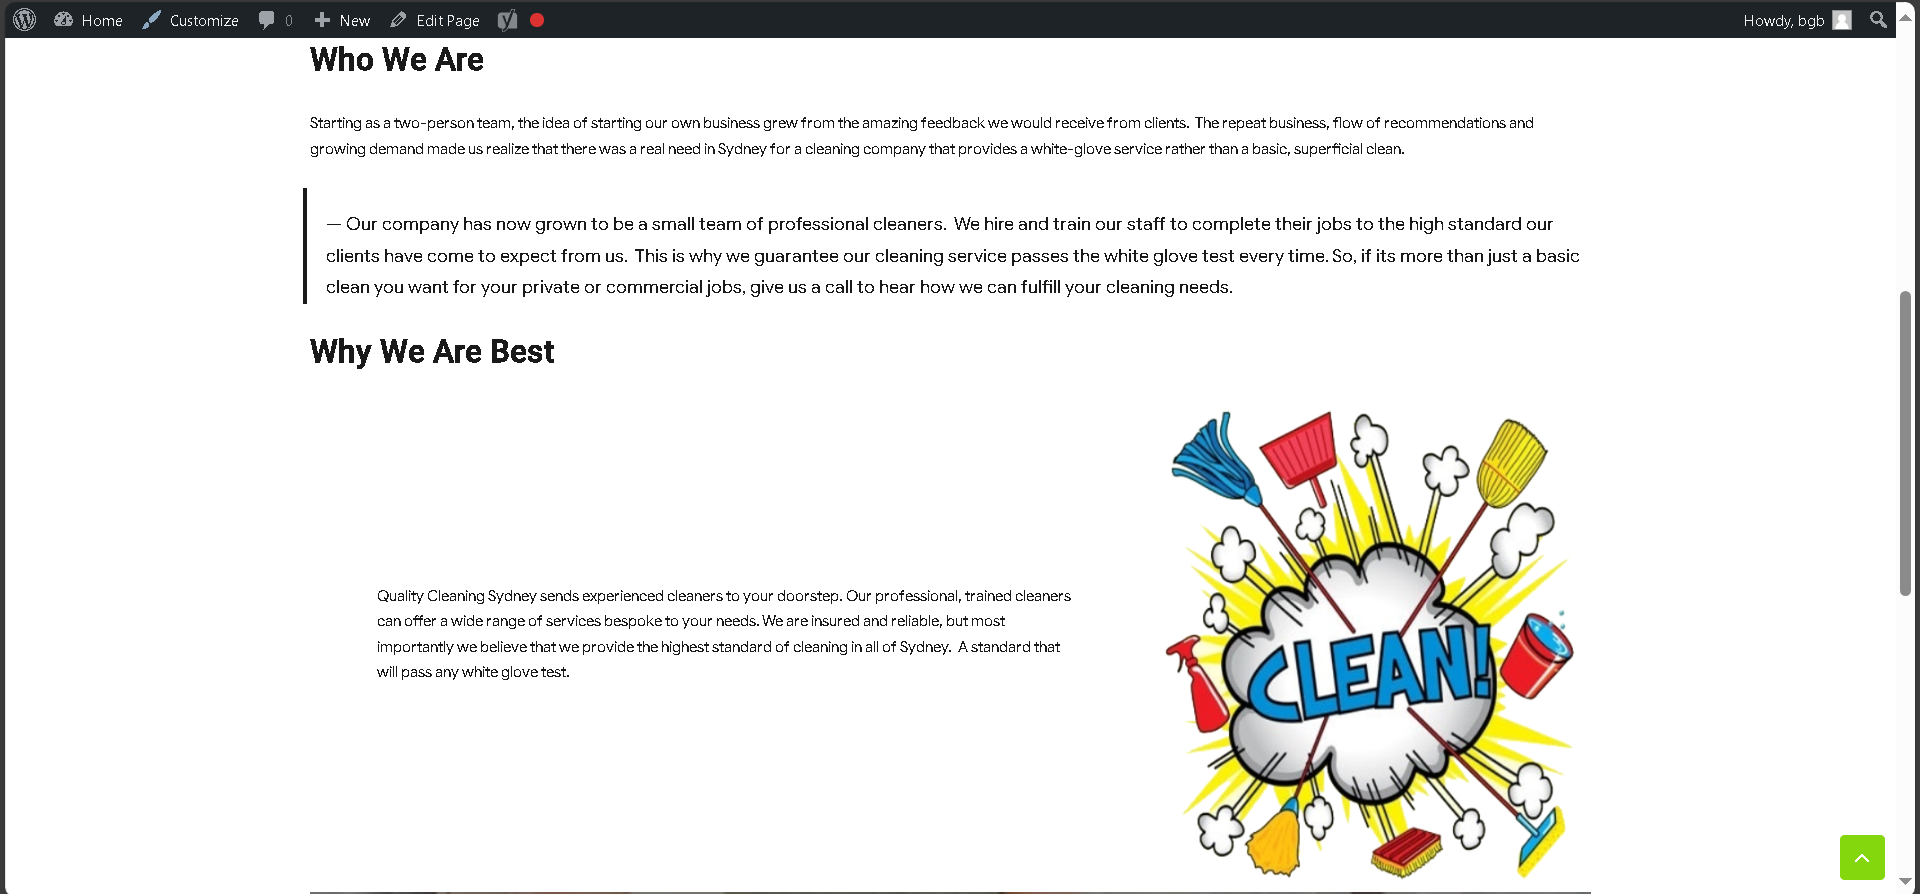 Home Customize 0 New Edit Page Howdy, bgb
Who We Are
Starting as a two-person team, the idea of starting our own business grew from the amazing feedback we would receive from clients.  The repeat business, flow of recommendations and
growing demand made us realize that there was a real need in Sydney for a cleaning company that provides a white-glove service rather than a basic, superficial clean.
— Our company has now grown to be a small team of professional cleaners.  We hire and train our staff to complete their jobs to the high standard our
clients have come to expect from us.  This is why we guarantee our cleaning service passes the white glove test every time. So, if its more than just a basic
clean you want for your private or commercial jobs, give us a call to hear how we can fulfill your cleaning needs.
Why We Are Best
Quality Cleaning Sydney sends experienced cleaners to your doorstep. Our professional, trained cleaners
can offer a wide range of services bespoke to your needs. We are insured and reliable, but most
importantly we believe that we provide the highest standard of cleaning in all of Sydney.  A standard that
will pass any white glove test.
CLEAN!